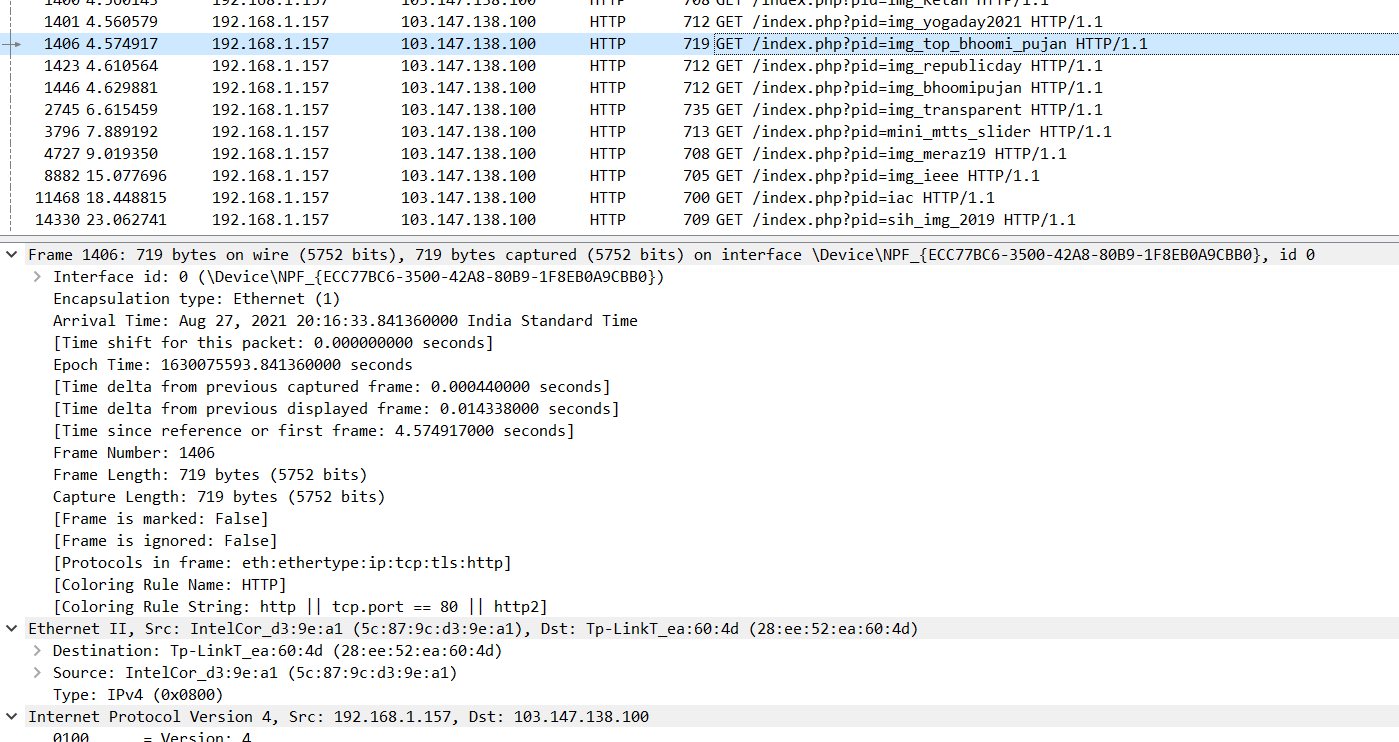 1400 4.560145 192.168.1.157 103.147.138.100 HTTP 708 GET /index.php?pid=img_ketan HTTP/1.1
1401 4.560579 192.168.1.157 103.147.138.100 HTTP 712 GET /index.php?pid=img_yogaday2021 HTTP/1.1
1406 4.574917 192.168.1.157 103.147.138.100 HTTP 719 GET /index.php?pid=img_top_bhoomi_pujan HTTP/1.1
1423 4.610564 192.168.1.157 103.147.138.100 HTTP 712 GET /index.php?pid=img_republicday HTTP/1.1
1446 4.629881 192.168.1.157 103.147.138.100 HTTP 712 GET /index.php?pid=img_bhoomipujan HTTP/1.1
2745 6.615459 192.168.1.157 103.147.138.100 HTTP 735 GET /index.php?pid=img_transparent HTTP/1.1
3796 7.889192 192.168.1.157 103.147.138.100 HTTP 713 GET /index.php?pid=mini_mtts_slider HTTP/1.1
4727 9.019350 192.168.1.157 103.147.138.100 HTTP 708 GET /index.php?pid=img_meraz19 HTTP/1.1
8882 15.077696 192.168.1.157 103.147.138.100 HTTP 705 GET /index.php?pid=img_ieee HTTP/1.1
11468 18.448815 192.168.1.157 103.147.138.100 HTTP 700 GET /index.php?pid=iac HTTP/1.1
14330 23.062741 192.168.1.157 103.147.138.100 HTTP 709 GET /index.php?pid=sih_img_2019 HTTP/1.1
Frame 1406: 719 bytes on wire (5752 bits), 719 bytes captured (5752 bits) on interface \Device\NPF_{ECC77BC6-3500-42A8-80B9-1F8EB0A9CBB0}, id 0
Interface id: 0 (\Device\NPF_{ECC77BC6-3500-42A8-80B9-1F8EB0A9CBB0})
Encapsulation type: Ethernet (1)
Arrival Time: Aug 27, 2021 20:16:33.841360000 India Standard Time
[Time shift for this packet: 0.000000000 seconds]
Epoch Time: 1630075593.841360000 seconds
[Time delta from previous captured frame: 0.000440000 seconds]
[Time delta from previous displayed frame: 0.014338000 seconds]
[Time since reference or first frame: 4.574917000 seconds]
Frame Number: 1406
Frame Length: 719 bytes (5752 bits)
Capture Length: 719 bytes (5752 bits)
[Frame is marked: False]
[Frame is ignored: False]
[Protocols in frame: eth:ethertype:ip:tcp:tls:http]
[Coloring Rule Name: HTTP]
[Coloring Rule String: http || tcp.port == 80 || http2]
Ethernet II, Src: IntelCor_d3:9e:a1 (5c:87:9c:d3:9e:a1), Dst: Tp-LinkT_ea:60:4d (28:ee:52:ea:60:4d)
Destination: Tp-LinkT_ea:60:4d (28:ee:52:ea:60:4d)
Source: IntelCor_d3:9e:a1 (5c:87:9c:d3:9e:a1)
Type: IPv4 (0x0800)
Internet Protocol Version 4, Src: 192.168.1.157, Dst: 103.147.138.100
0100 .... = Version: 4